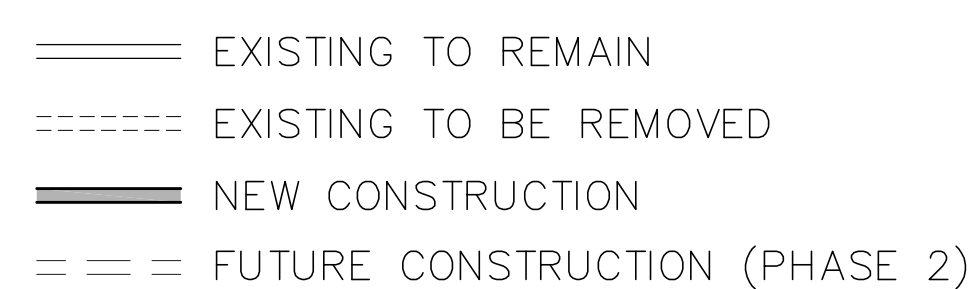 EXISTING TO REMAIN
EXISTING TO BE REMOVED
NEW CONSTRUCTION
FUTURE CONSTRUCTION (PHASE 2)